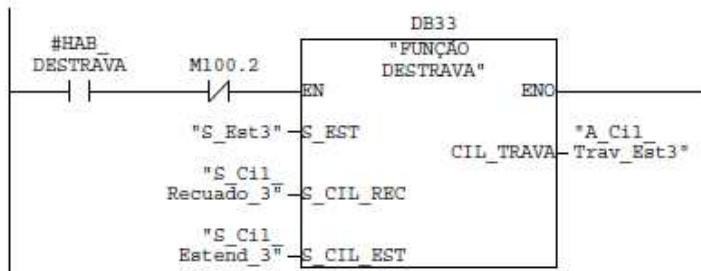 DB33
#HAB_
DESTRAVA
M100.2
"FUNÇÃO
DESTRAVA"
EN
ENO
"S_Est3"
S_EST
CIL_TRAVA
"A_Cil_
Trav_Est3"
"S_Cil_
Recuado_3"
S_CIL_REC
"S_Cil_
Estend_3"
S_CIL_EST